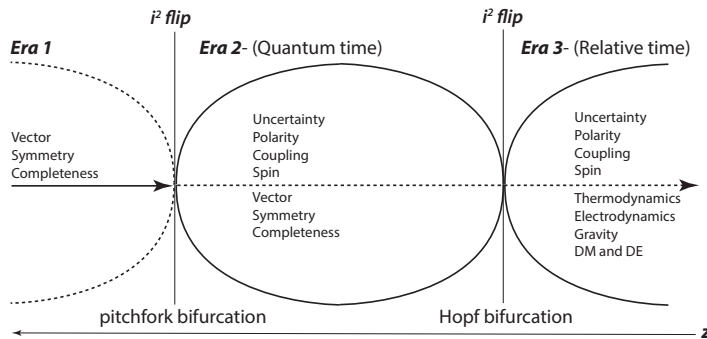 i² flip
i² flip
Era 1
Era 2- (Quantum time)
Era 3- (Relative time)
Vector
Symmetry
Completeness
Uncertainty
Polarity
Coupling
Spin
Vector
Symmetry
Completeness
Uncertainty
Polarity
Coupling
Spin
Thermodynamics
Electrodynamics
Gravity
DM and DE
pitchfork bifurcation
Hopf bifurcation
z